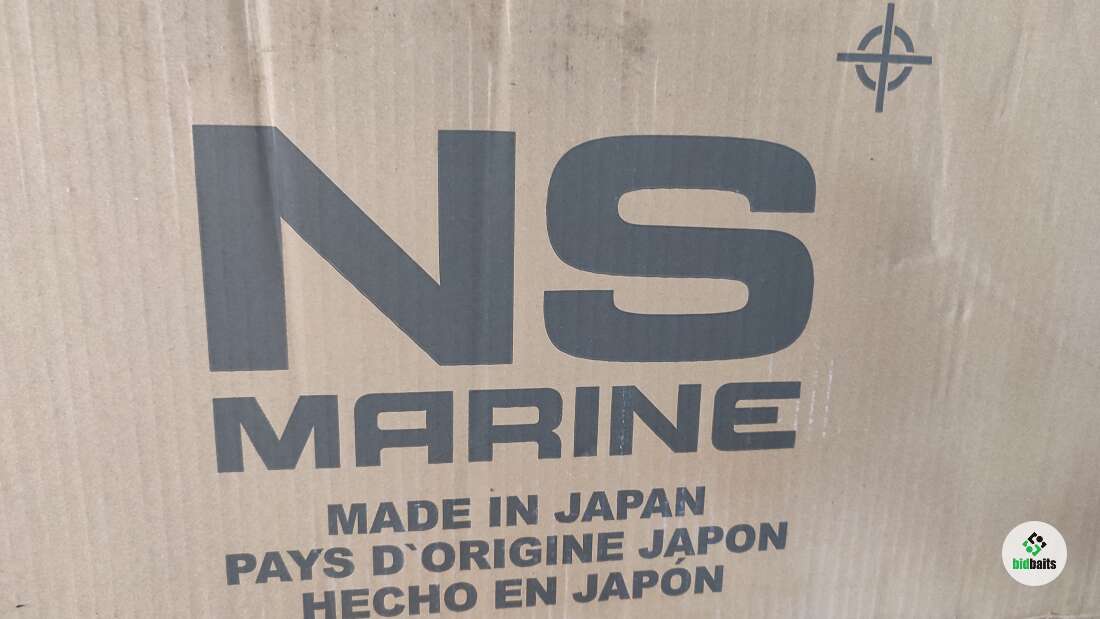 NS
MARINE
MADE IN JAPAN
PAYS D`ORIGINE JAPON
HECHO EN JAPÓN
bidbaits